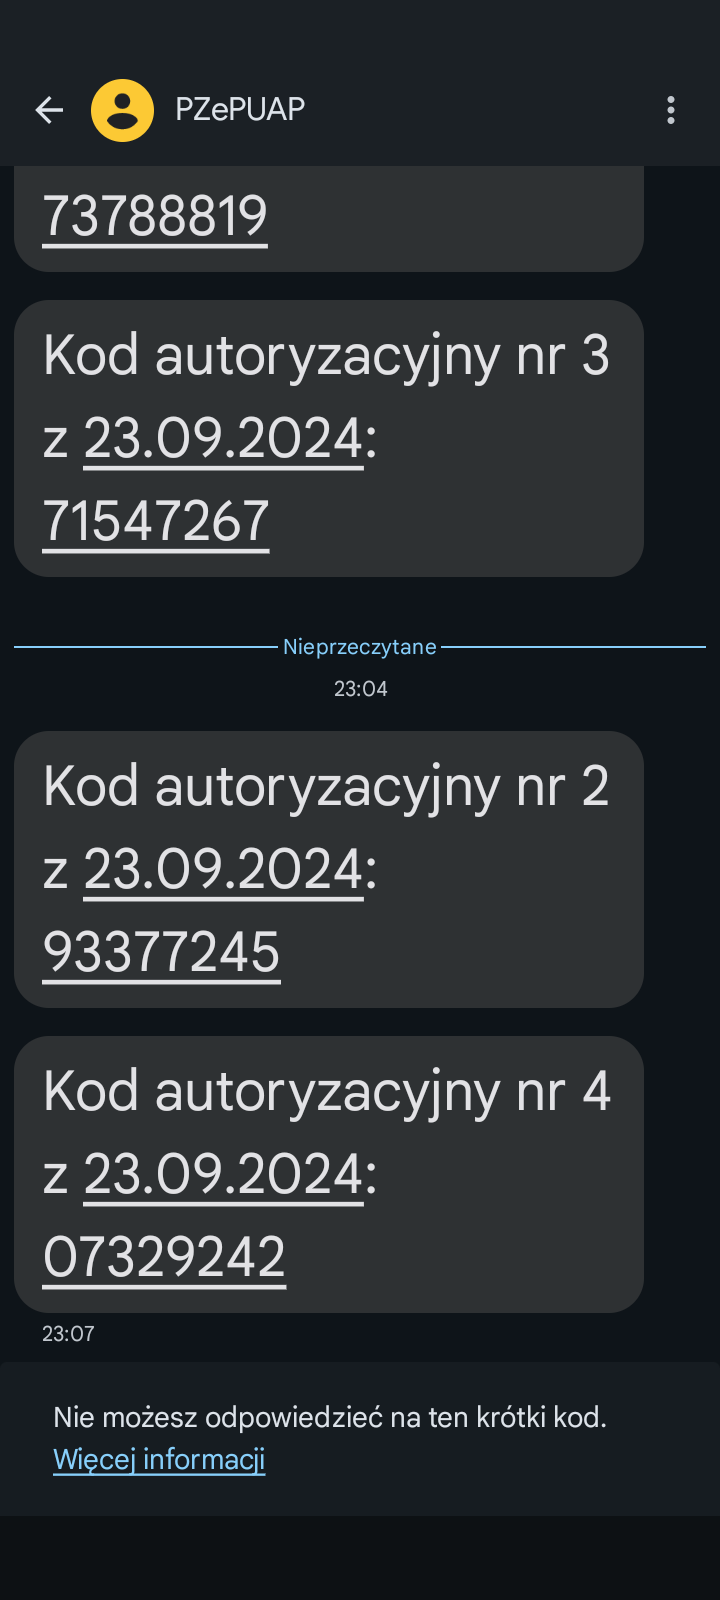 PZePUAP
73788819
Kod autoryzacyjny nr 3
z 23.09.2024:
71547267
Nieprzeczytane
23:04
Kod autoryzacyjny nr 2
z 23.09.2024:
93377245
Kod autoryzacyjny nr 4
z 23.09.2024:
07329242
23:07
Nie możesz odpowiedzieć na ten krótki kod.
Więcej informacji